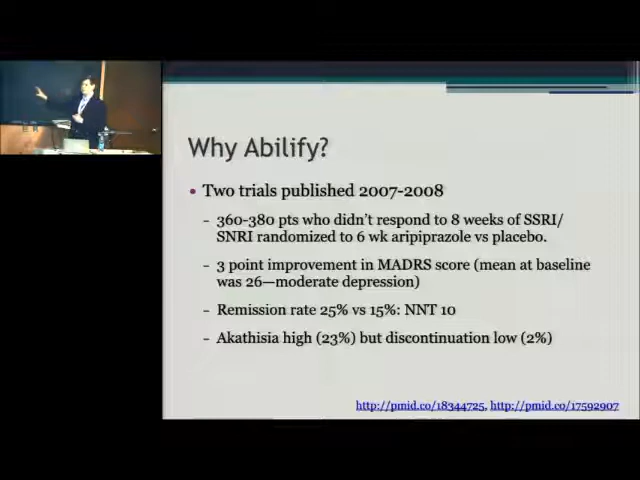 Why Abilify?
• Two trials published 2007-2008
- 360-380 pts who didn't respond to 8 weeks of SSRI/
SNRI randomized to 6 wk aripiprazole vs placebo.
- 3 point improvement in MADRS score (mean at baseline
was 26—moderate depression)
- Remission rate 25% vs 15%: NNT 10
- Akathisia high (23%) but discontinuation low (2%)
http://pmid.co/18344725, http://pmid.co/17592907